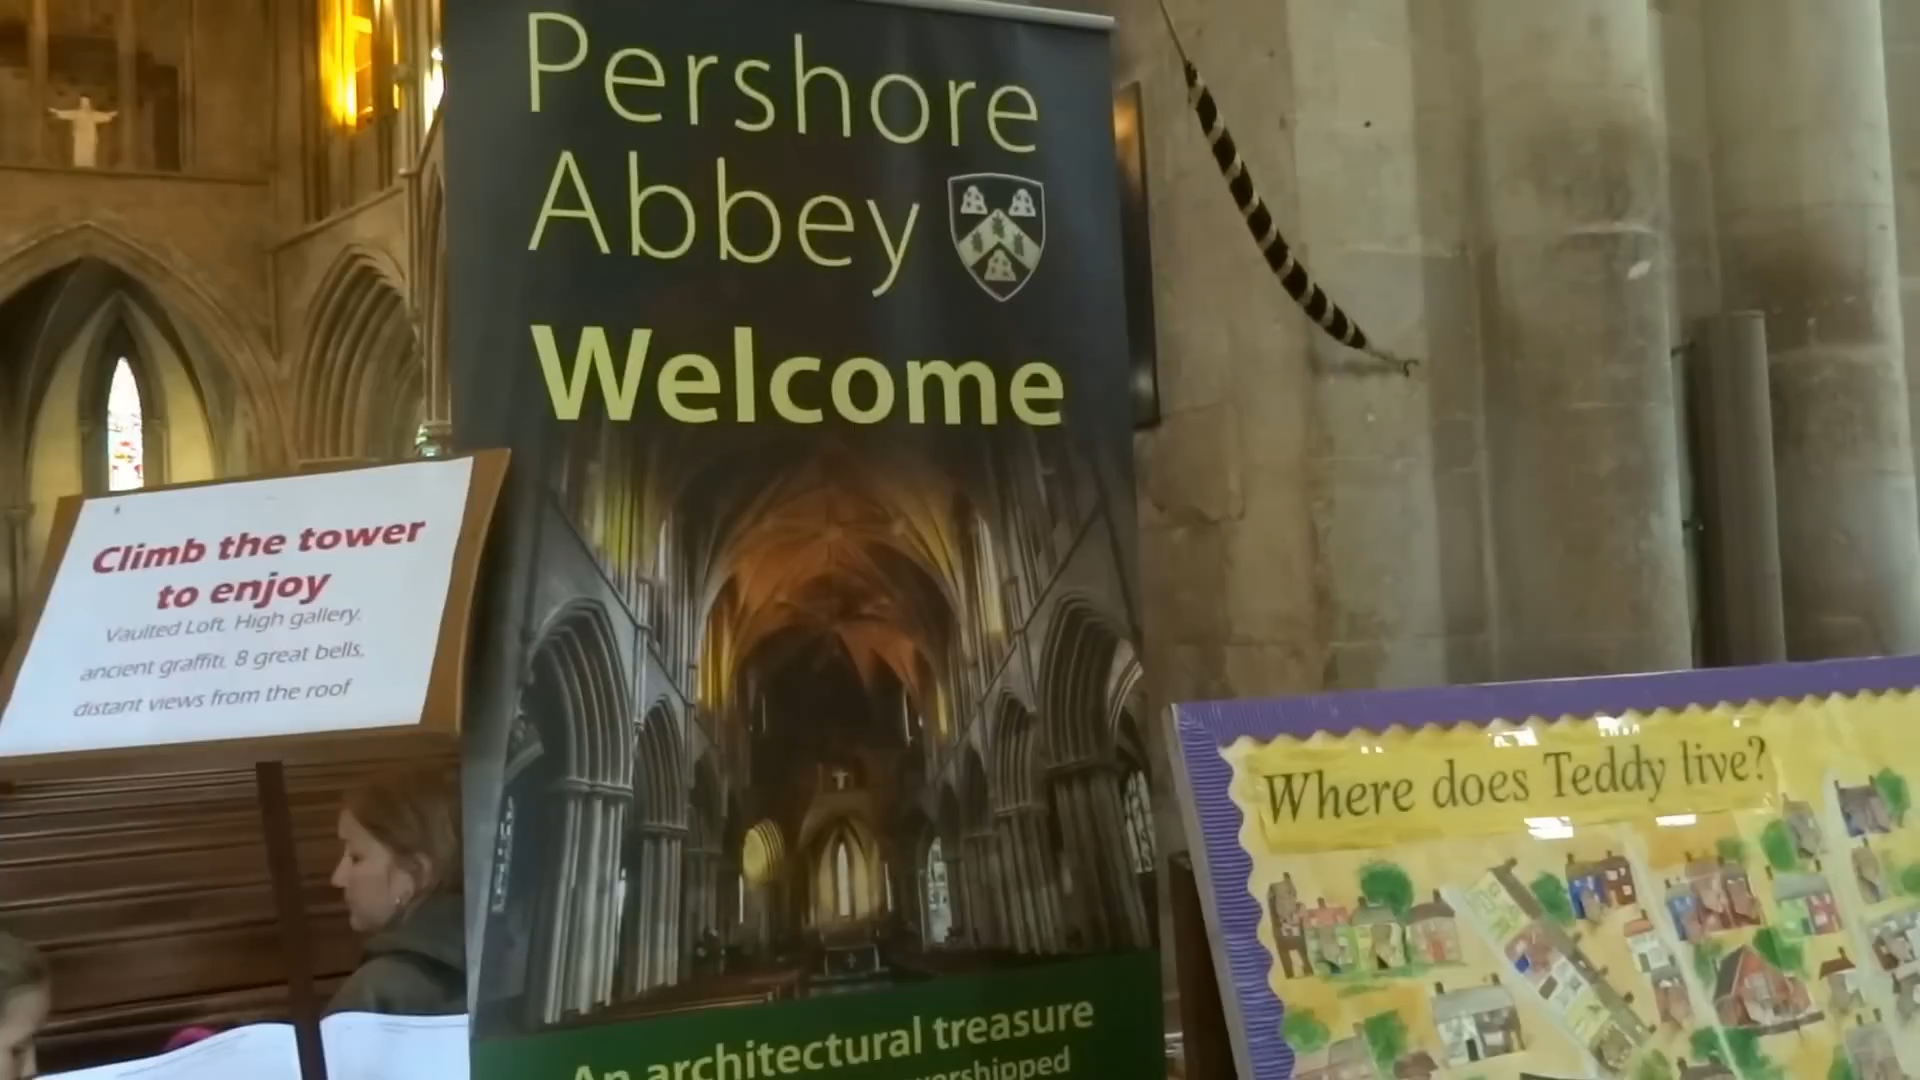 Pershore
Abbey
Welcome
An architectural treasure
worshipped
Climb the tower
to enjoy
Vaulted Loft, High gallery,
ancient graffiti, 8 great bells,
distant views from the roof
Where does Teddy live?